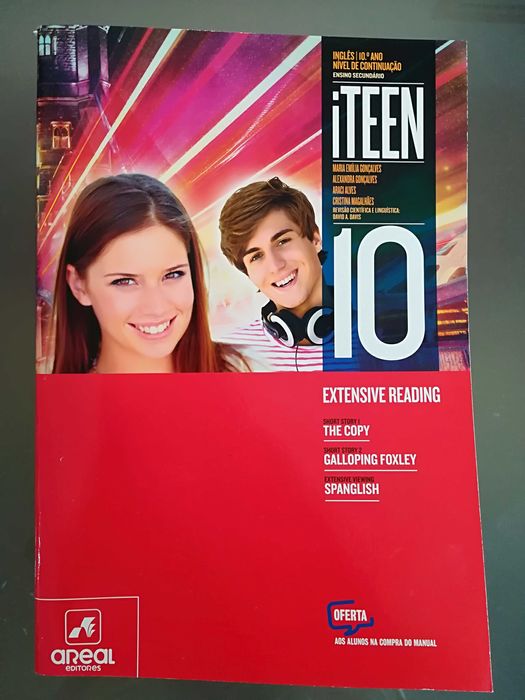 INGLÊS | 10.º ANO
NÍVEL DE CONTINUAÇÃO
ENSINO SECUNDÁRIO
iTEEN
MARIA EMÍLIA GONÇALVES
ALEXANDRA GONÇALVES
ARACI ALVES
CRISTINA MAGALHÃES
REVISÃO CIENTÍFICA E LINGUÍSTICA:
DAVID A. DAVIS
10
EXTENSIVE READING
SHORT STORY 1
THE COPY
SHORT STORY 2
GALLOPING FOXLEY
EXTENSIVE VIEWING
SPANGLISH
OFERTA
AOS ALUNOS NA COMPRA DO MANUAL
areal
EDITORES